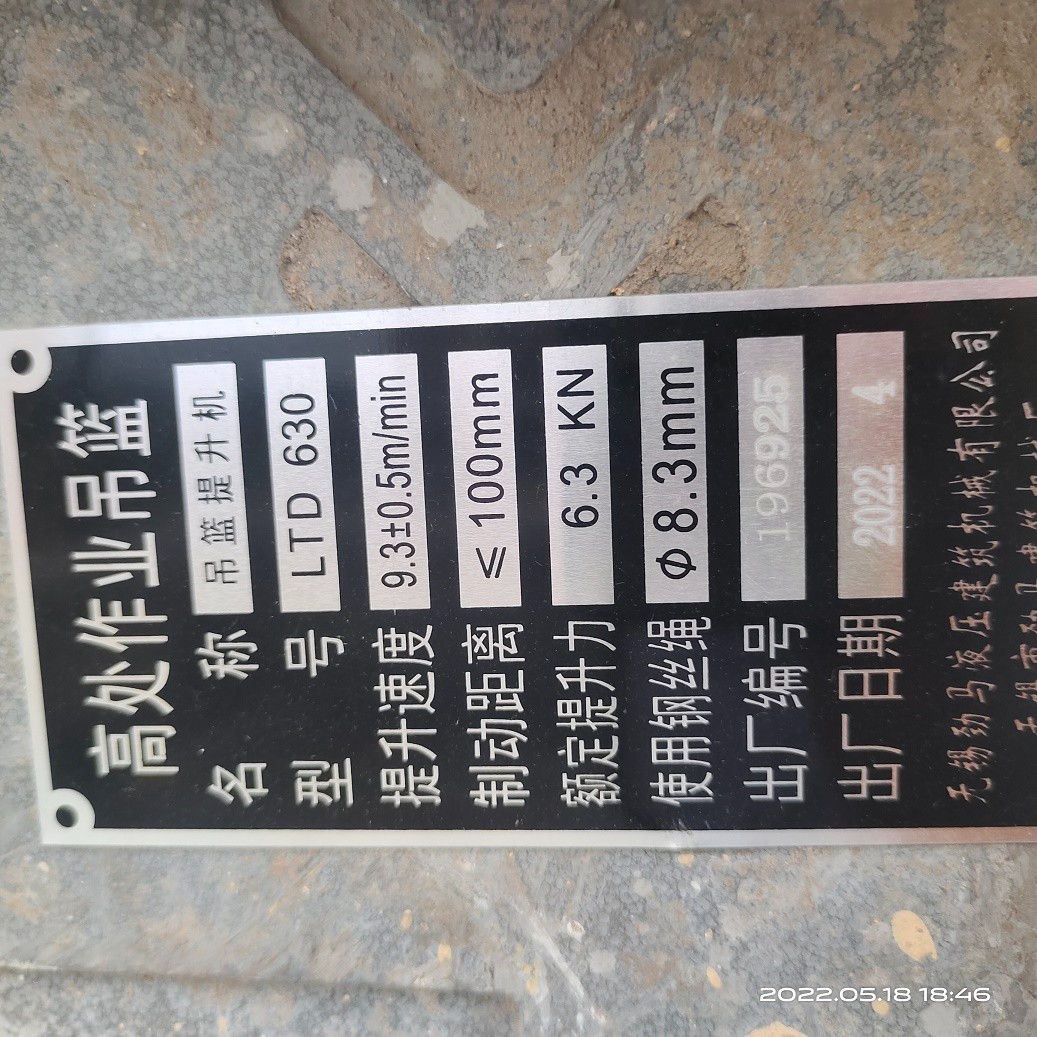 高处作业吊篮
名称 吊篮提升机
型号 LTD 630
提升速度 9.3±0.5m/min
制动距离 ≤100mm
额定提升力 6.3 KN
使用钢丝绳 Φ8.3mm
出厂编号 196925
出厂日期 2022 4
无锡劲马液压建筑机械有限公司
2022.05.18 18:46